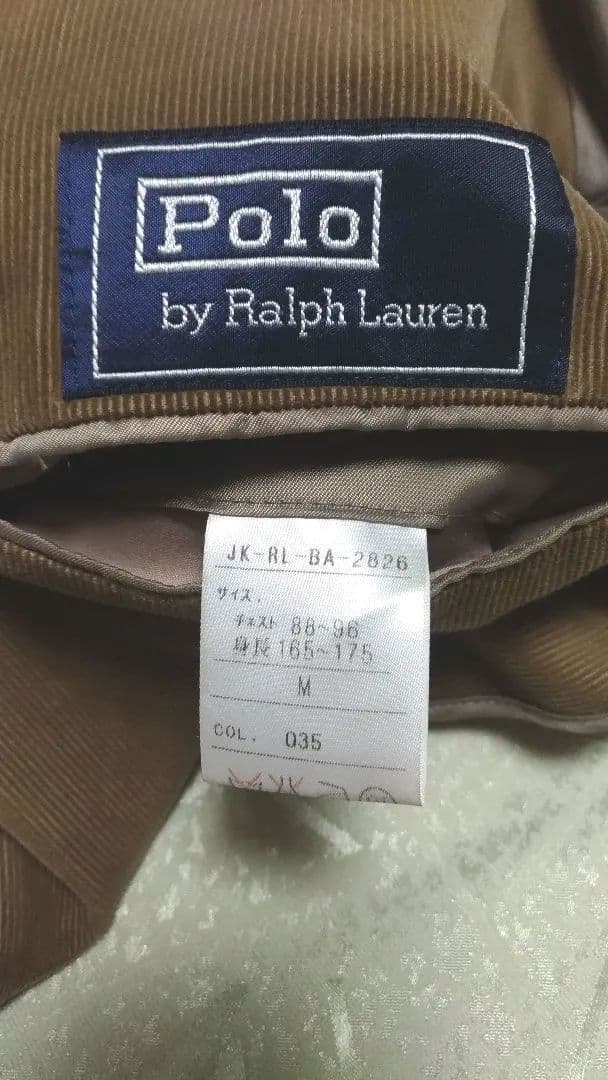 Polo
by Ralph Lauren
JK-RL-BA-2826
サイズ.
チェスト 88~96
身長 165~175
M
COL. 035